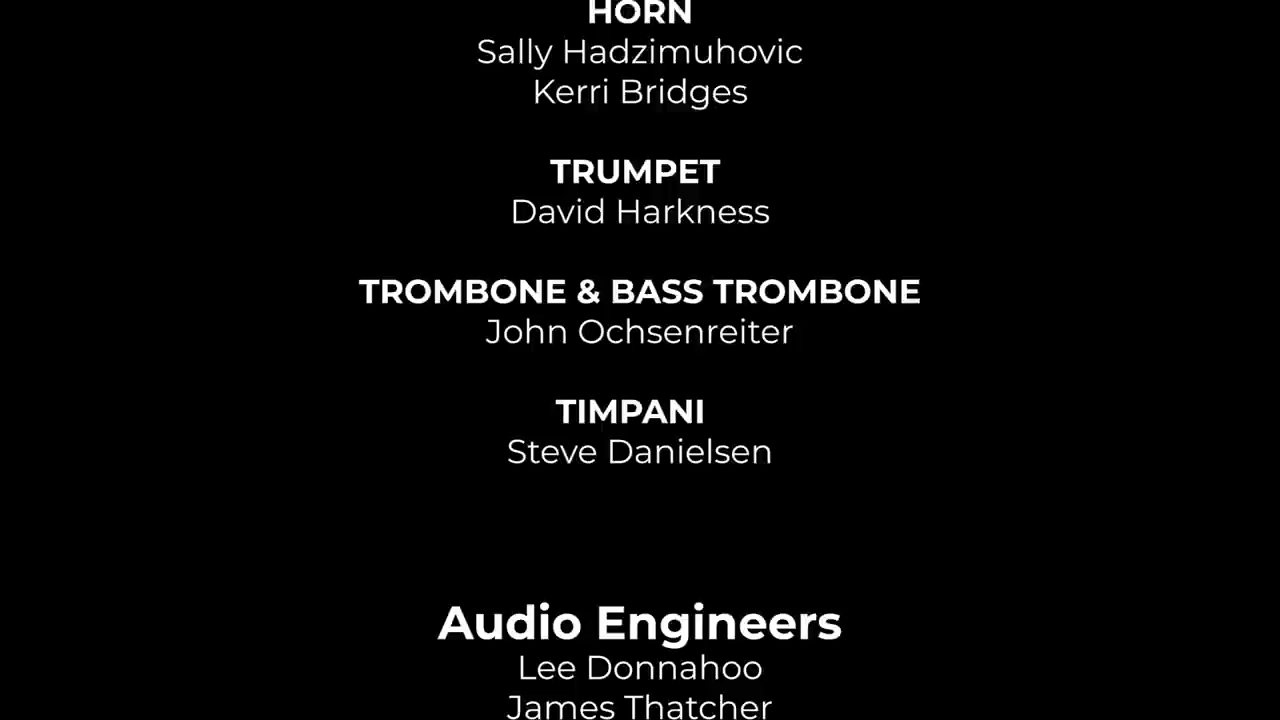 HORN
Sally Hadzimuhovic
Kerri Bridges
TRUMPET
David Harkness
TROMBONE & BASS TROMBONE
John Ochsenreiter
TIMPANI
Steve Danielsen
Audio Engineers
Lee Donnahoo
James Thatcher